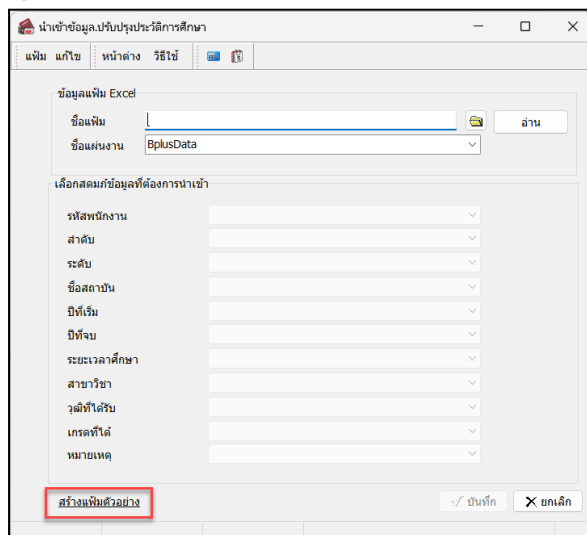 นำเข้าข้อมูล.ปรับปรุงประวัติการศึกษา
แฟ้ม แก้ไข หน้าต่าง วิธีใช้
ข้อมูลแฟ้ม Excel
ชื่อแฟ้ม อ่าน
ชื่อแผ่นงาน BplusData
เลือกสดมภ์ข้อมูลที่ต้องการนำเข้า
รหัสพนักงาน
ลำดับ
ระดับ
ชื่อสถาบัน
ปีที่เริ่ม
ปีที่จบ
ระยะเวลาศึกษา
สาขาวิชา
วุฒิที่ได้รับ
เกรดที่ได้
หมายเหตุ
สร้างแฟ้มตัวอย่าง บันทึก ยกเลิก